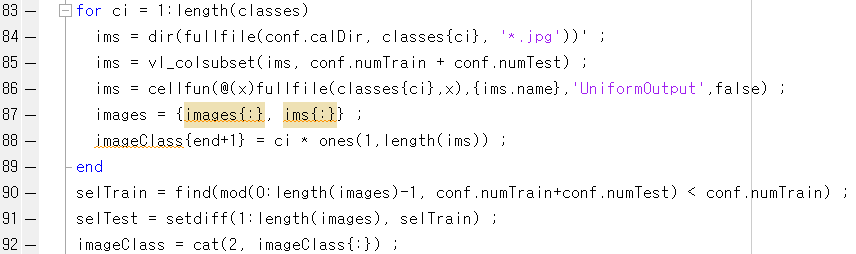 83 — for ci = 1:length(classes)
84 — ims = dir(fullfile(conf.calDir, classes{ci}, '*.jpg'))' ;
85 — ims = vl_colsubset(ims, conf.numTrain + conf.numTest) ;
86 — ims = cellfun(@(x)fullfile(classes{ci},x),{ims.name},'UniformOutput',false) ;
87 — images = {images{:}, ims{:}} ;
88 — imageClass{end+1} = ci * ones(1,length(ims)) ;
89 — end
90 — selTrain = find(mod(0:length(images)-1, conf.numTrain+conf.numTest) < conf.numTrain) ;
91 — selTest = setdiff(1:length(images), selTrain) ;
92 — imageClass = cat(2, imageClass{:}) ;